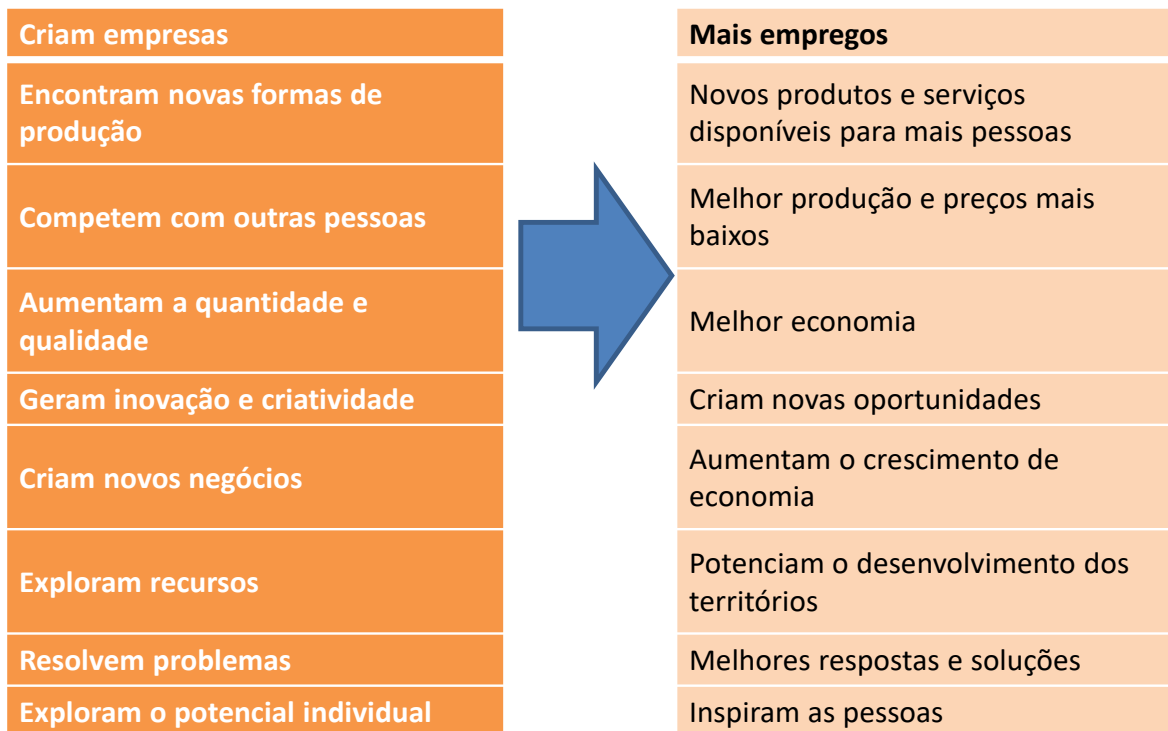 Criam empresas
Mais empregos
Encontram novas formas de
produção
Novos produtos e serviços
disponíveis para mais pessoas
Competem com outras pessoas
Melhor produção e preços mais
baixos
Aumentam a quantidade e
qualidade
Melhor economia
Geram inovação e criatividade
Criam novas oportunidades
Criam novos negócios
Aumentam o crescimento de
economia
Exploram recursos
Potenciam o desenvolvimento dos
territórios
Resolvem problemas
Melhores respostas e soluções
Exploram o potencial individual
Inspiram as pessoas